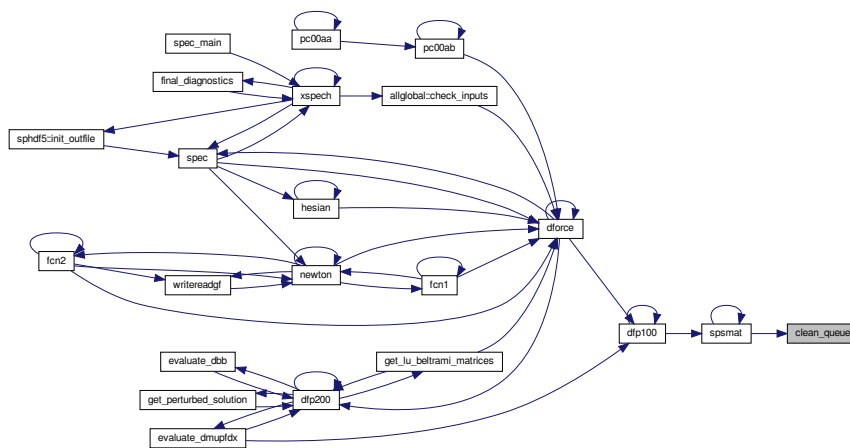 spec_main
pc00aa
pc00ab
final_diagnostics
xspech
allglobal::check_inputs
sphdf5::init_outfile
spec
hesian
dforce
fcn2
newton
fcn1
writereadgf
dfp100
spsmat
clean_queue
evaluate_dbb
get_lu_beltrami_matrices
get_perturbed_solution
dfp200
evaluate_dmupfdx